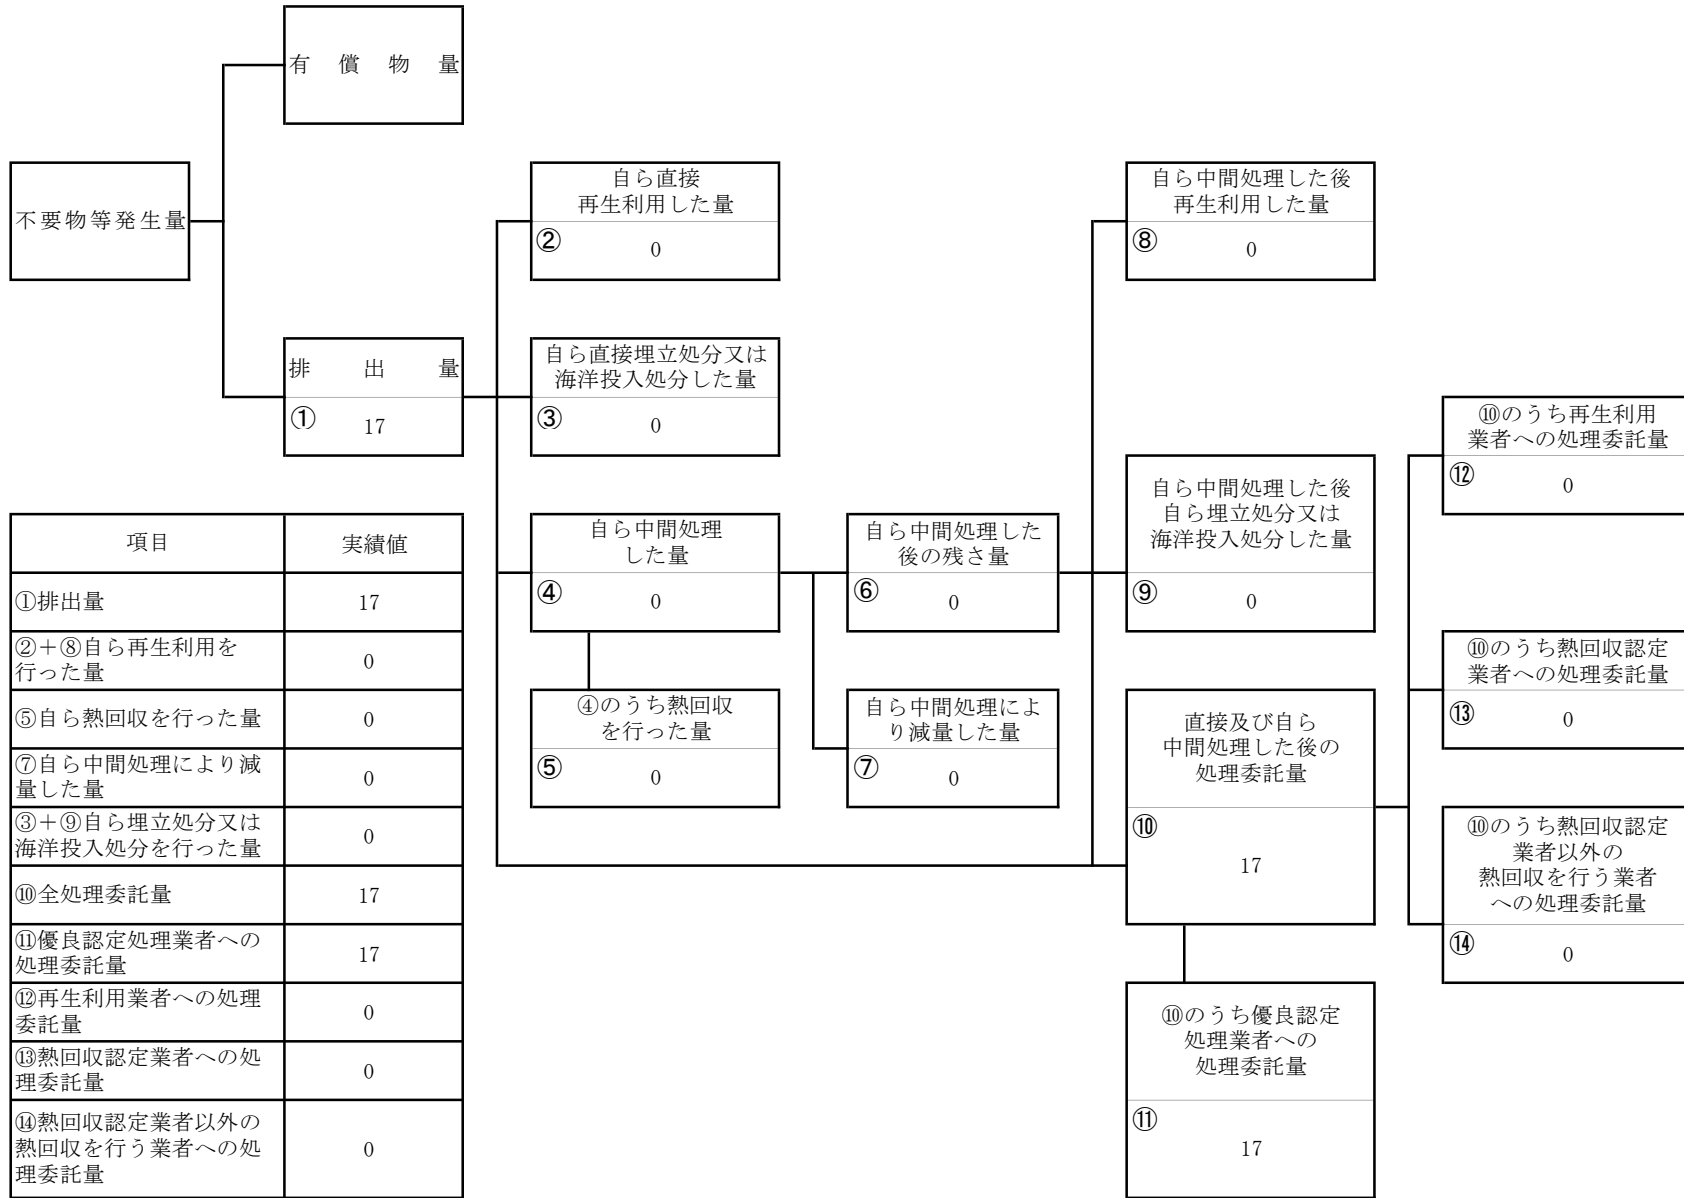 有償物量
不要物等発生量
自ら直接
再生利用した量
②
0
自ら中間処理した後
再生利用した量
⑧
0
排出量
①
17
自ら直接埋立処分又は
海洋投入処分した量
③
0
⑩のうち再生利用
業者への処理委託量
⑫
0
自ら中間処理した後
自ら埋立処分又は
海洋投入処分した量
⑨
0
自ら中間処理
した量
④
0
自ら中間処理した
後の残さ量
⑥
0
⑩のうち熱回収認定
業者への処理委託量
⑬
0
④のうち熱回収
を行った量
⑤
0
自ら中間処理によ
り減量した量
⑦
0
直接及び自ら
中間処理した後の
処理委託量
⑩
17
⑩のうち熱回収認定
業者以外の
熱回収を行う業者
への処理委託量
⑭
0
⑩のうち優良認定
処理業者への
処理委託量
⑪
17
項目 実績値
①排出量 17
②+⑧自ら再生利用を
行った量 0
⑤自ら熱回収を行った量 0
⑦自ら中間処理により減
量した量 0
③+⑨自ら埋立処分又は
海洋投入処分を行った量 0
⑩全処理委託量 17
⑪優良認定処理業者への
処理委託量 17
⑫再生利用業者への処理
委託量 0
⑬熱回収認定業者への処
理委託量 0
⑭熱回収認定業者以外の
熱回収を行う業者への処
理委託量 0